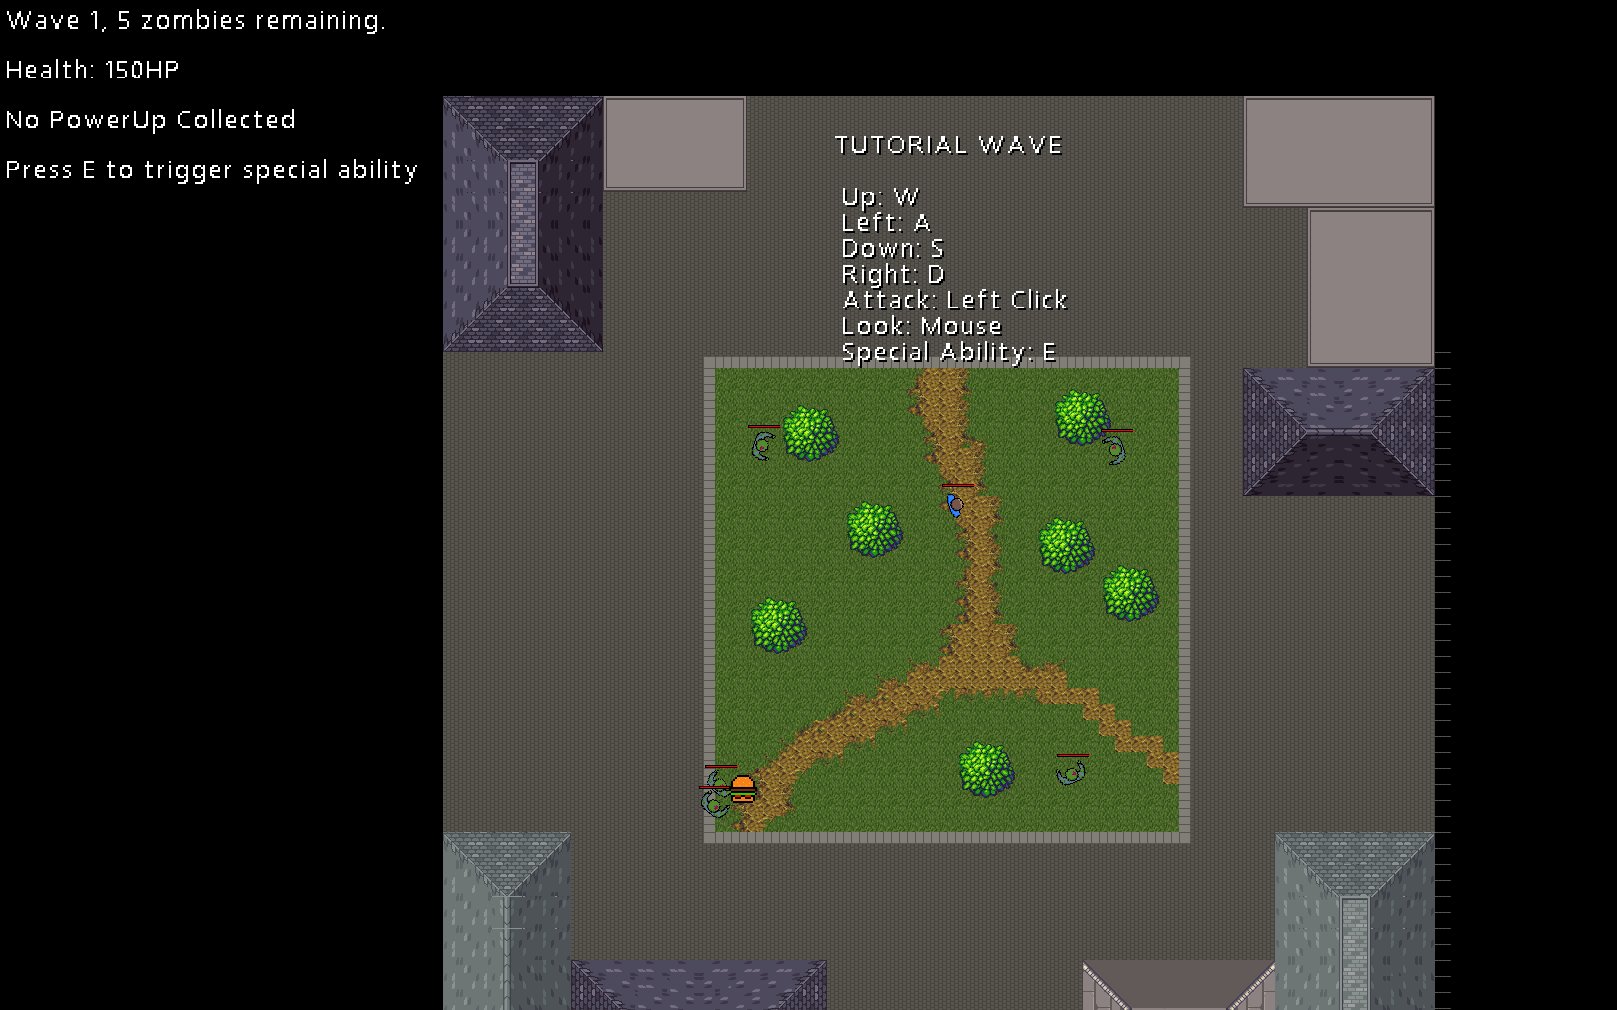 Wave 1, 5 zombies remaining.
Health: 150HP
No PowerUp Collected
Press E to trigger special ability
TUTORIAL WAVE
Up: W
Left: A
Down: S
Right: D
Attack: Left Click
Look: Mouse
Special Ability: E